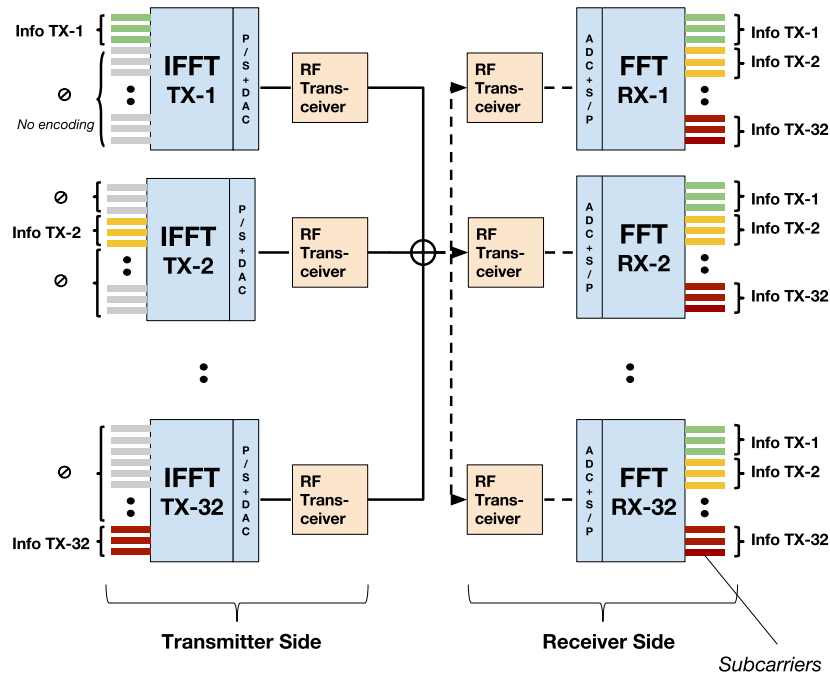 Info TX-1
∅
No encoding
IFFT
TX-1
P/S+DAC
RF
Trans-
ceiver
RF
Trans-
ceiver
ADC+S/P
FFT
RX-1
Info TX-1
Info TX-2
Info TX-32
∅
Info TX-2
∅
IFFT
TX-2
P/S+DAC
RF
Trans-
ceiver
RF
Trans-
ceiver
ADC+S/P
FFT
RX-2
Info TX-1
Info TX-2
Info TX-32
∅
Info TX-32
IFFT
TX-32
P/S+DAC
RF
Trans-
ceiver
RF
Trans-
ceiver
ADC+S/P
FFT
RX-32
Info TX-1
Info TX-2
Info TX-32
Transmitter Side
Receiver Side
Subcarriers